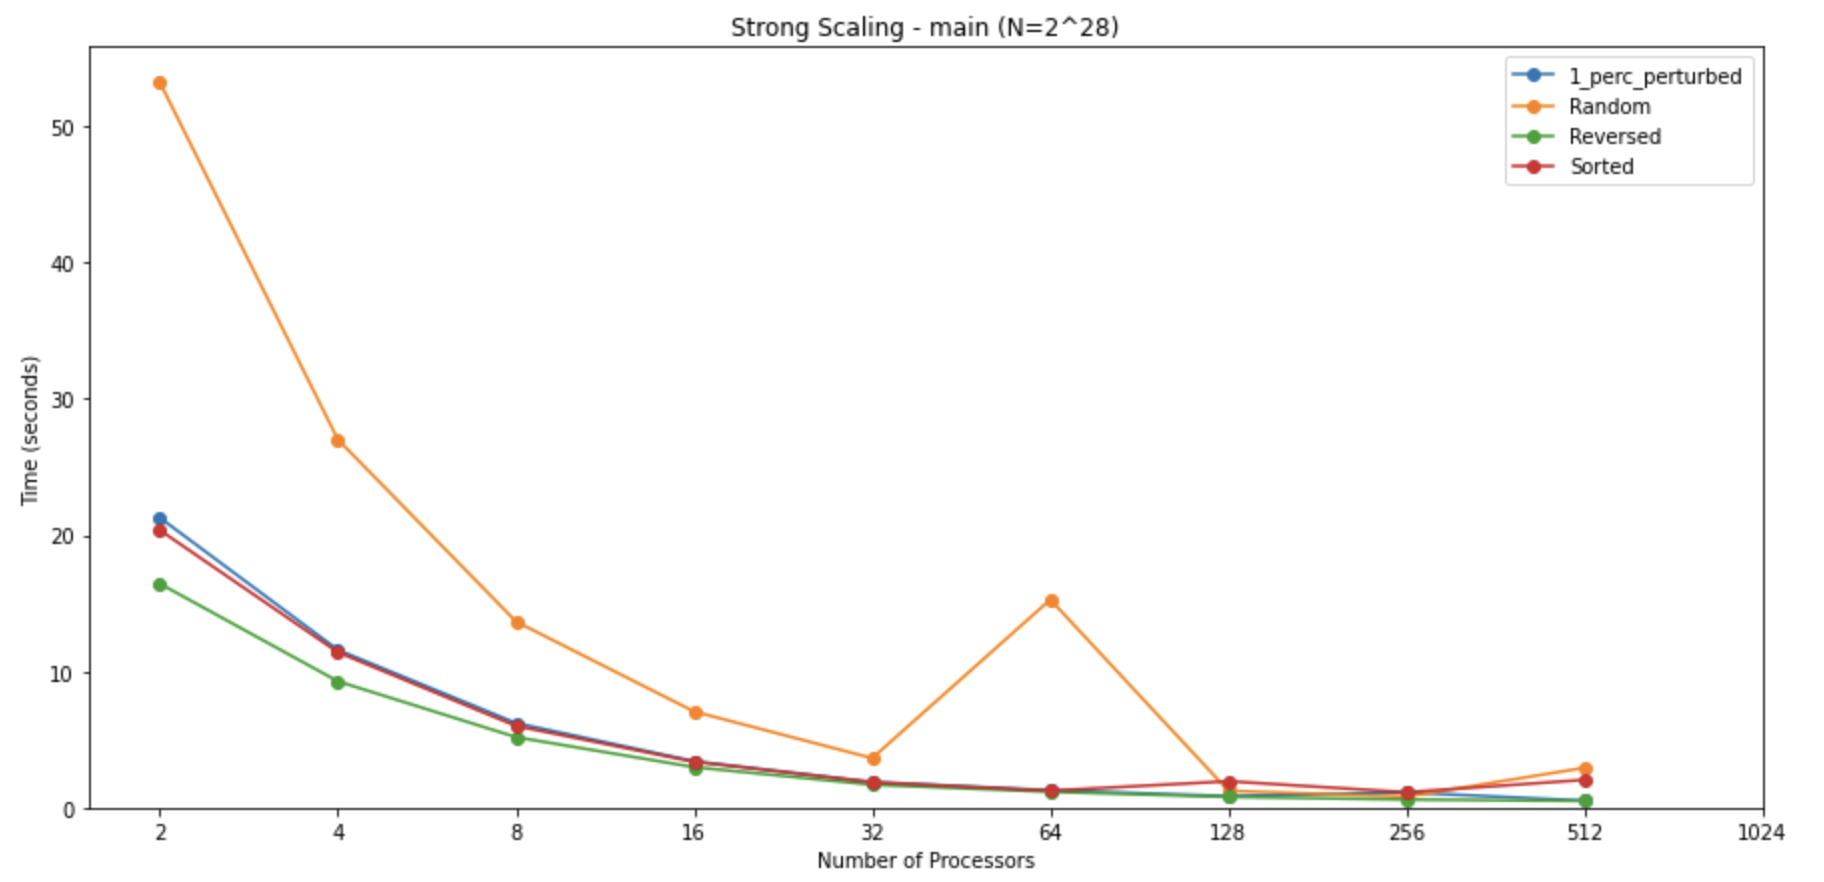 Strong Scaling - main (N=2^28)
1_perc_perturbed
Random
Reversed
Sorted
Time (seconds)
50
40
30
20
10
0
2 4 8 16 32 64 128 256 512 1024
Number of Processors